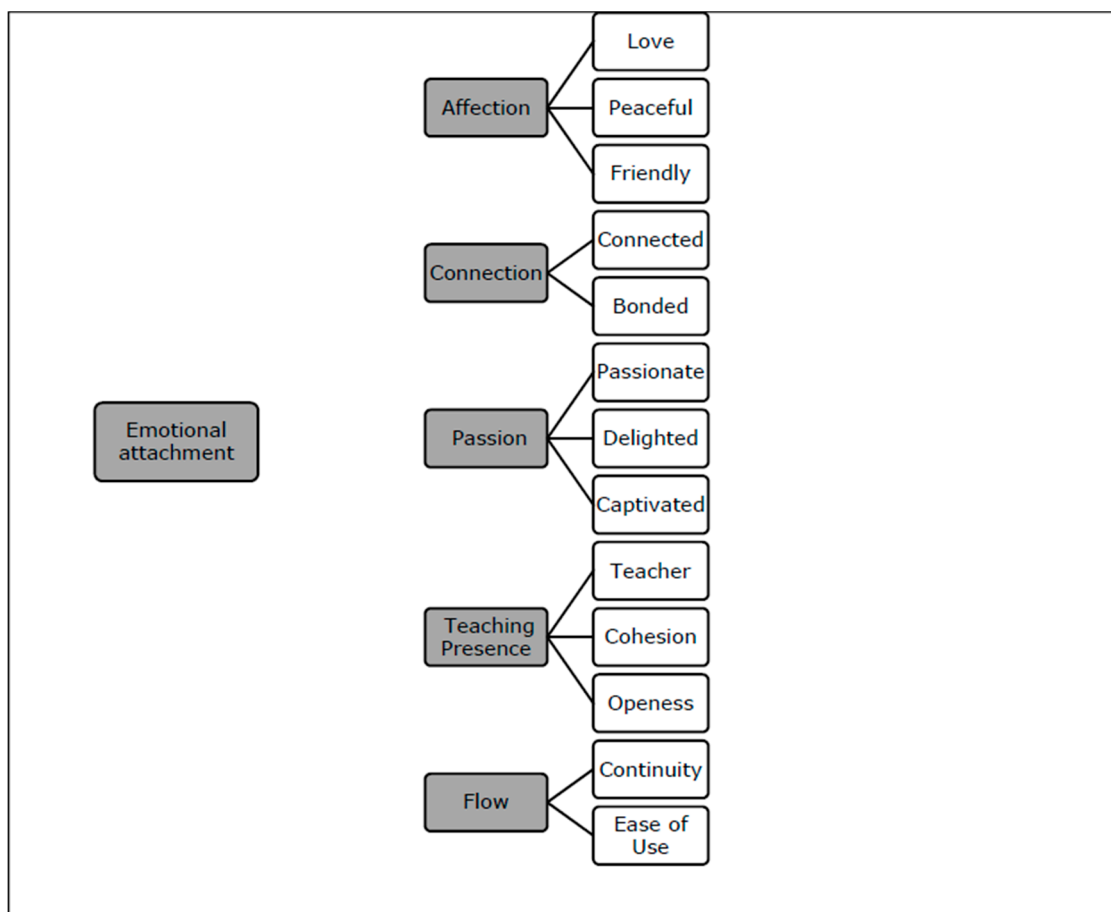 Love
Affection
Peaceful
Friendly
Connected
Connection
Bonded
Passionate
Emotional
attachment
Passion
Delighted
Captivated
Teacher
Teaching
Presence
Cohesion
Openess
Continuity
Flow
Ease of
Use